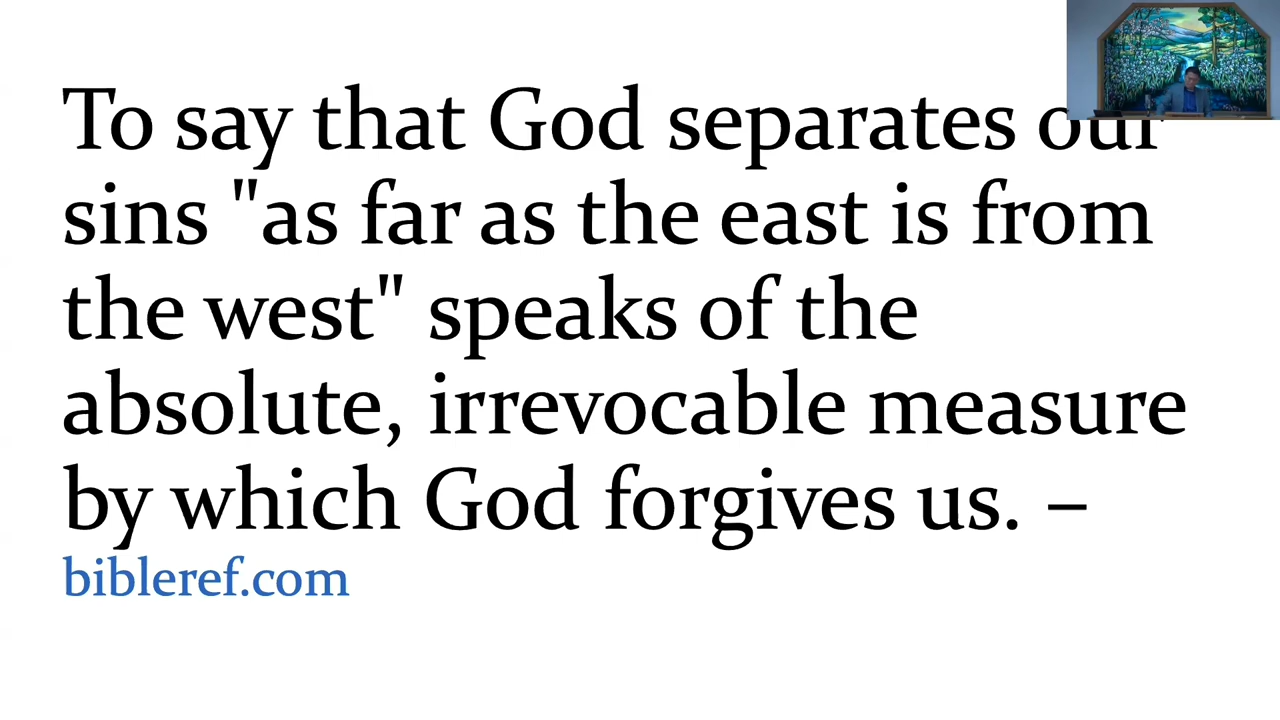 To say that God separates our
sins "as far as the east is from
the west" speaks of the
absolute, irrevocable measure
by which God forgives us. –
bibleref.com